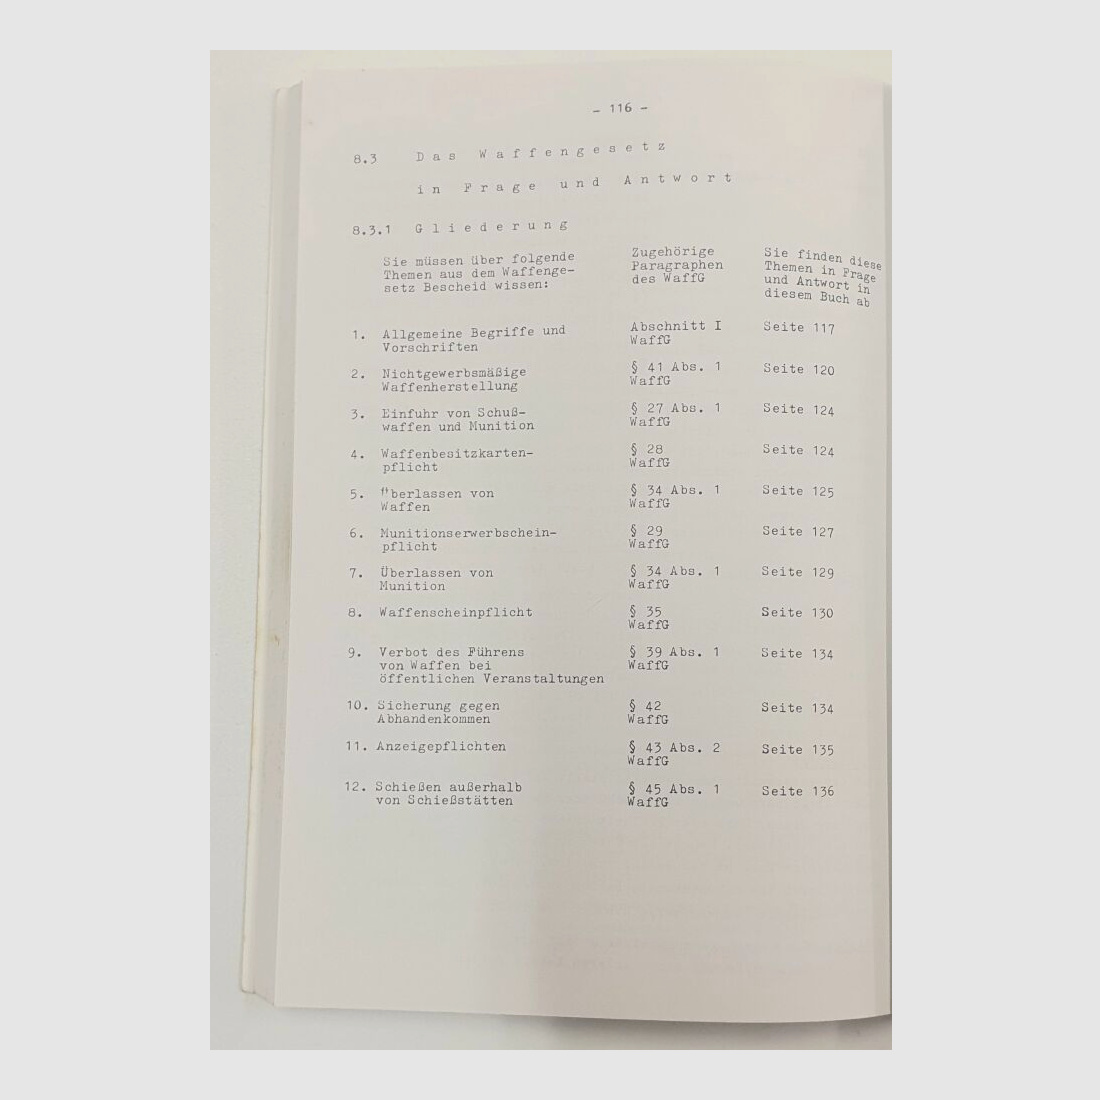 - 116 -
8.3 Das Waffengesetz
in Frage und Antwort
8.3.1 Gliederung
Sie müssen über folgende Themen aus dem Waffenge- setz Bescheid wissen:
Zugehörige Paragraphen des WaffG
Sie finden diese Themen in Frage und Antwort in diesem Buch ab
1. Allgemeine Begriffe und Abschnitt I Seite 117
Vorschriften WaffG
2. Nichtgewerbsmäßige § 41 Abs. 1 Seite 120
Waffenherstellung WaffG
3. Einfuhr von Schuß- § 27 Abs. 1 Seite 124
waffen und Munition WaffG
4. Waffenbesitzkarten- § 28 Seite 124
pflicht WaffG
5. "berlassen von § 34 Abs. 1 Seite 125
Waffen WaffG
6. Munitionserwerbschein- § 29 Seite 127
pflicht WaffG
7. Überlassen von § 34 Abs. 1 Seite 129
Munition WaffG
8. Waffenscheinpflicht § 35 Seite 130
WaffG
9. Verbot des Führens § 39 Abs. 1 Seite 134
von Waffen bei WaffG
öffentlichen Veranstaltungen
10. Sicherung gegen § 42 Seite 134
Abhandenkommen WaffG
11. Anzeigepflichten § 43 Abs. 2 Seite 135
WaffG
12. Schießen außerhalb § 45 Abs. 1 Seite 136
von Schießstätten WaffG